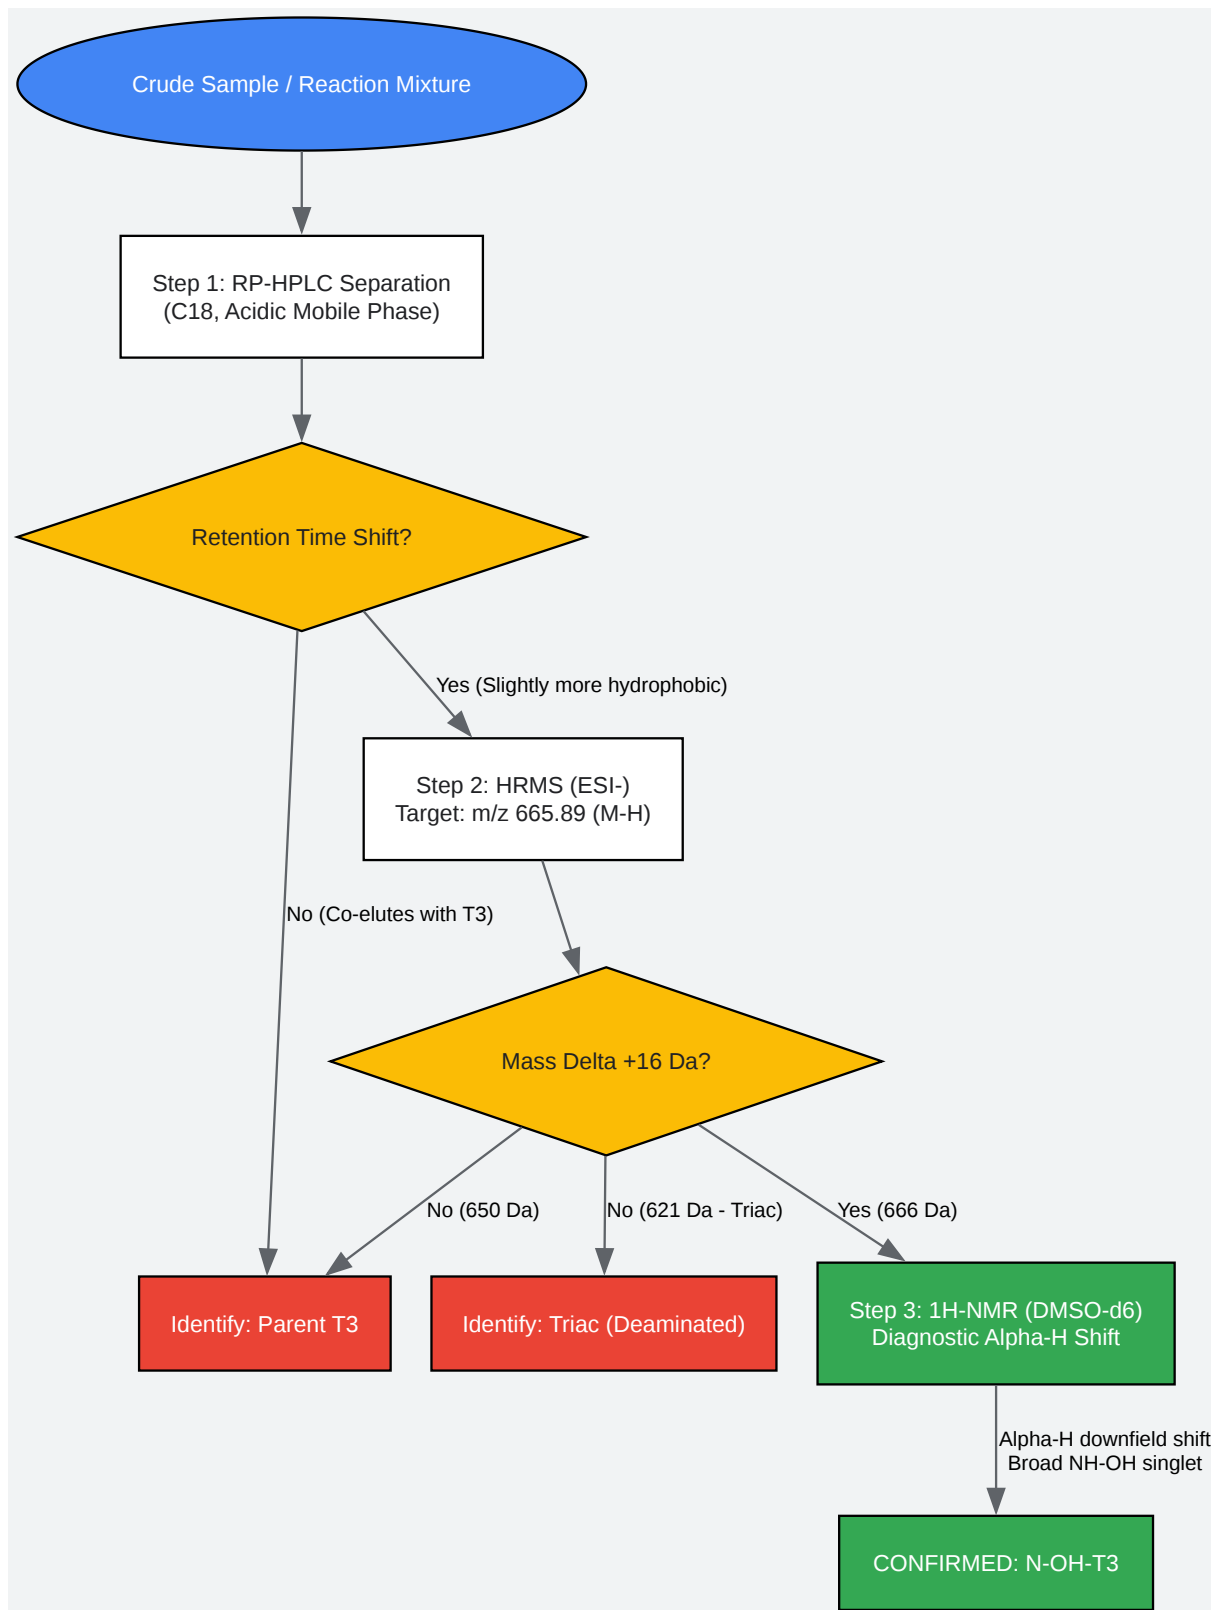 Crude Sample / Reaction Mixture
Step 1: RP-HPLC Separation
(C18, Acidic Mobile Phase)
Retention Time Shift?
Yes (Slightly more hydrophobic)
Step 2: HRMS (ESI-)
Target: m/z 665.89 (M-H)
No (Co-elutes with T3)
Mass Delta +16 Da?
No (650 Da)
No (621 Da - Triac)
Yes (666 Da)
Identify: Parent T3
Identify: Triac (Deaminated)
Step 3: 1H-NMR (DMSO-d6)
Diagnostic Alpha-H Shift
Alpha-H downfield shift
Broad NH-OH singlet
CONFIRMED: N-OH-T3